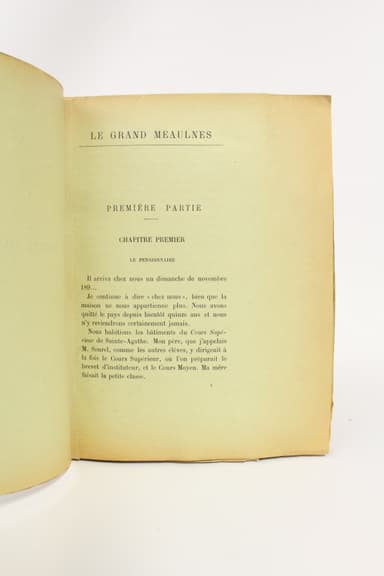 LE GRAND MEAULNES
PREMIÈRE PARTIE
CHAPITRE PREMIER
LE PENSIONNAIRE
Il arriva chez nous un dimanche de novembre
189...
Je continue à dire « chez nous », bien que la
maison ne nous appartienne plus. Nous avons
quitté le pays depuis bientôt quinze ans et nous
n'y reviendrons certainement jamais.
Nous habitions les bâtiments du Cours Supé-
rieur de Sainte-Agathe. Mon père, que j'appelais
M. Seurel, comme les autres élèves, y dirigeait à
la fois le Cours Supérieur, où l'on préparait le
brevet d'instituteur, et le Cours Moyen. Ma mère
faisait la petite classe.
1